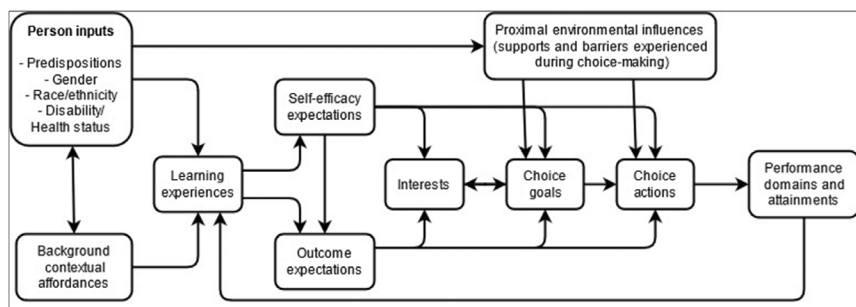 Person inputs
- Predispositions
- Gender
- Race/ethnicity
- Disability/
Health status
Proximal environmental influences
(supports and barriers experienced
during choice-making)
Self-efficacy
expectations
Learning
experiences
Interests
Choice
goals
Choice
actions
Performance
domains and
attainments
Background
contextual
affordances
Outcome
expectations